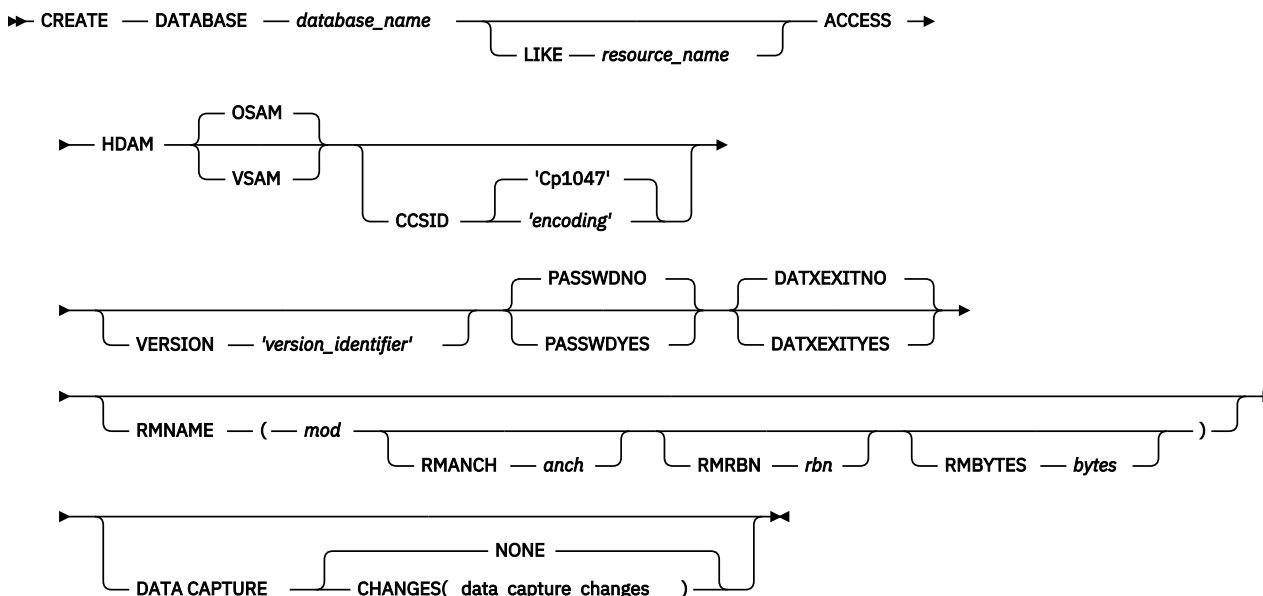 CREATE DATABASE database_name ACCESS
LIKE resource_name
OSAM
HDAM
VSAM
'Cp1047'
CCSID 'encoding'
PASSWDNO DATXEXITNO
VERSION 'version_identifier' PASSWDYES DATXEXITYES
RMNAME ( mod )
RMANCH anch RMRBN rbn RMBYTES bytes
NONE
DATA CAPTURE CHANGES( data capture changes )